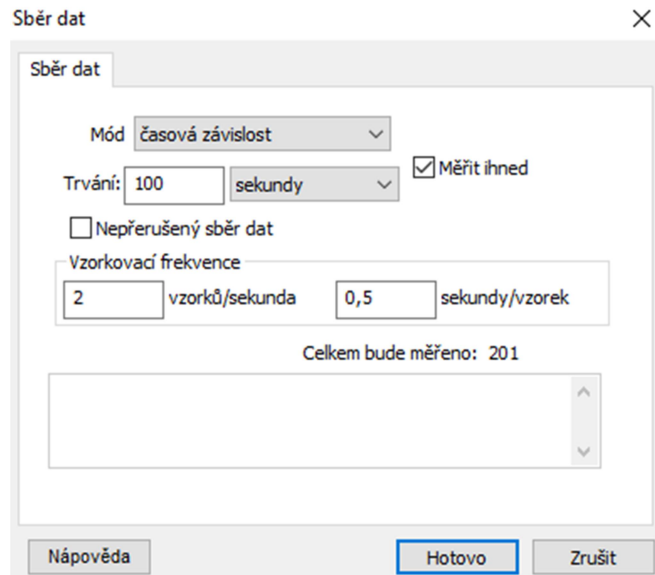 Sběr dat
Sběr dat
Mód časová závislost
Trvání: 100 sekundy Měřit ihned
Nepřerušený sběr dat
Vzorkovací frekvence
2 vzorků/sekunda 0,5 sekundy/vzorek
Celkem bude měřeno: 201
Nápověda Hotovo Zrušit